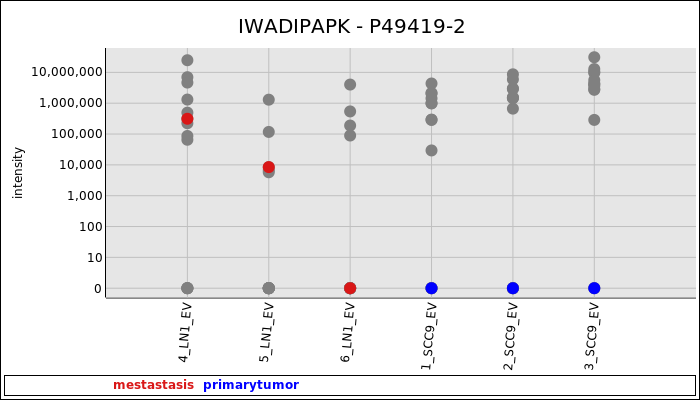 IWADIPAPK - P49419-2
intensity
10,000,000
1,000,000
100,000
10,000
1,000
100
10
0
4_LN1_EV
5_LN1_EV
6_LN1_EV
1_SCC9_EV
2_SCC9_EV
3_SCC9_EV
mestastasis primarytumor